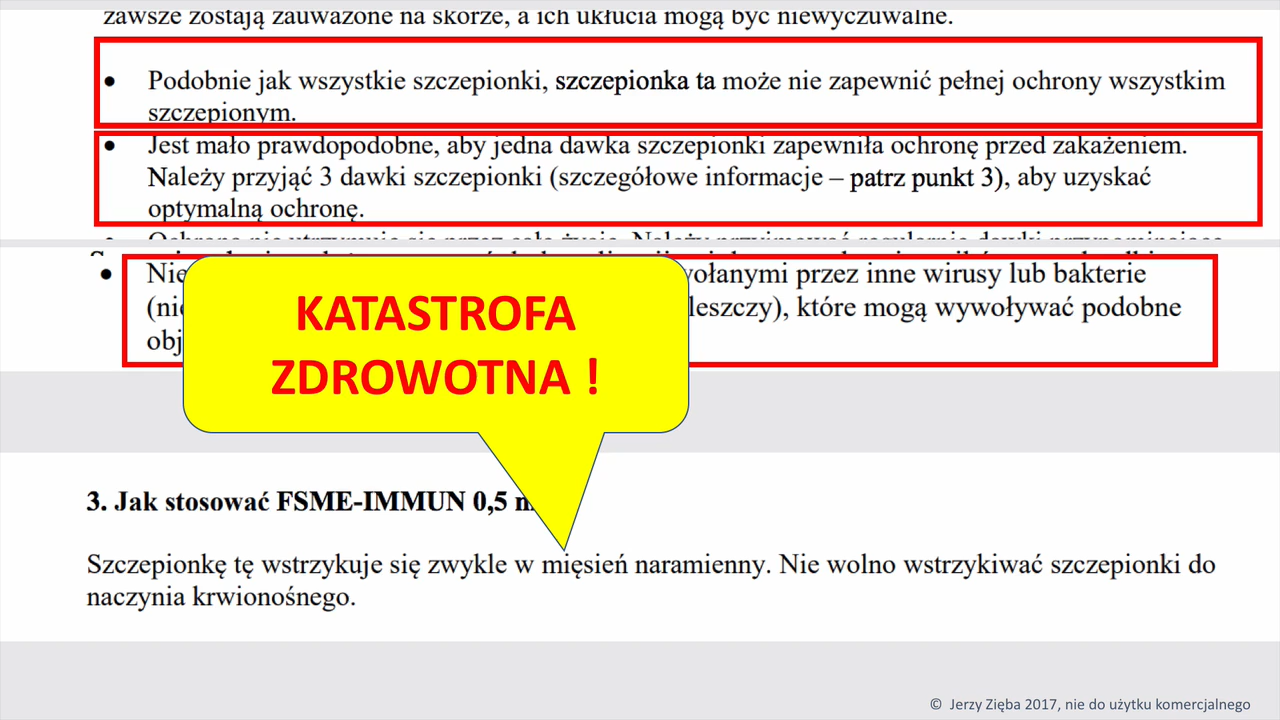 zawsze zostają zauważone na skórze, a ich ukłucia mogą być niewyczuwalne.
• Podobnie jak wszystkie szczepionki, szczepionka ta może nie zapewnić pełnej ochrony wszystkim
szczepionym.
• Jest mało prawdopodobne, aby jedna dawka szczepionki zapewniła ochronę przed zakażeniem.
Należy przyjąć 3 dawki szczepionki (szczegółowe informacje – patrz punkt 3), aby uzyskać
optymalną ochronę.
• Nie przez inne wirusy lub bakterie
które mogą wywoływać podobne
KATASTROFA
ZDROWOTNA !
3. Jak stosować FSME-IMMUN 0,5
Szczepionkę tę wstrzykuje się zwykle w mięsień naramienny. Nie wolno wstrzykiwać szczepionki do
naczynia krwionośnego.
© Jerzy Zięba 2017, nie do użytku komercjalnego